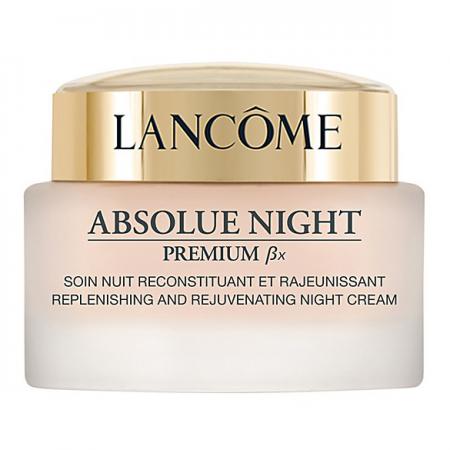 LANCÔME
ABSOLUE NIGHT
PREMIUM βx
SOIN NUIT RECONSTITUANT ET RAJEUNISSANT
REPLENISHING AND REJUVENATING NIGHT CREAM